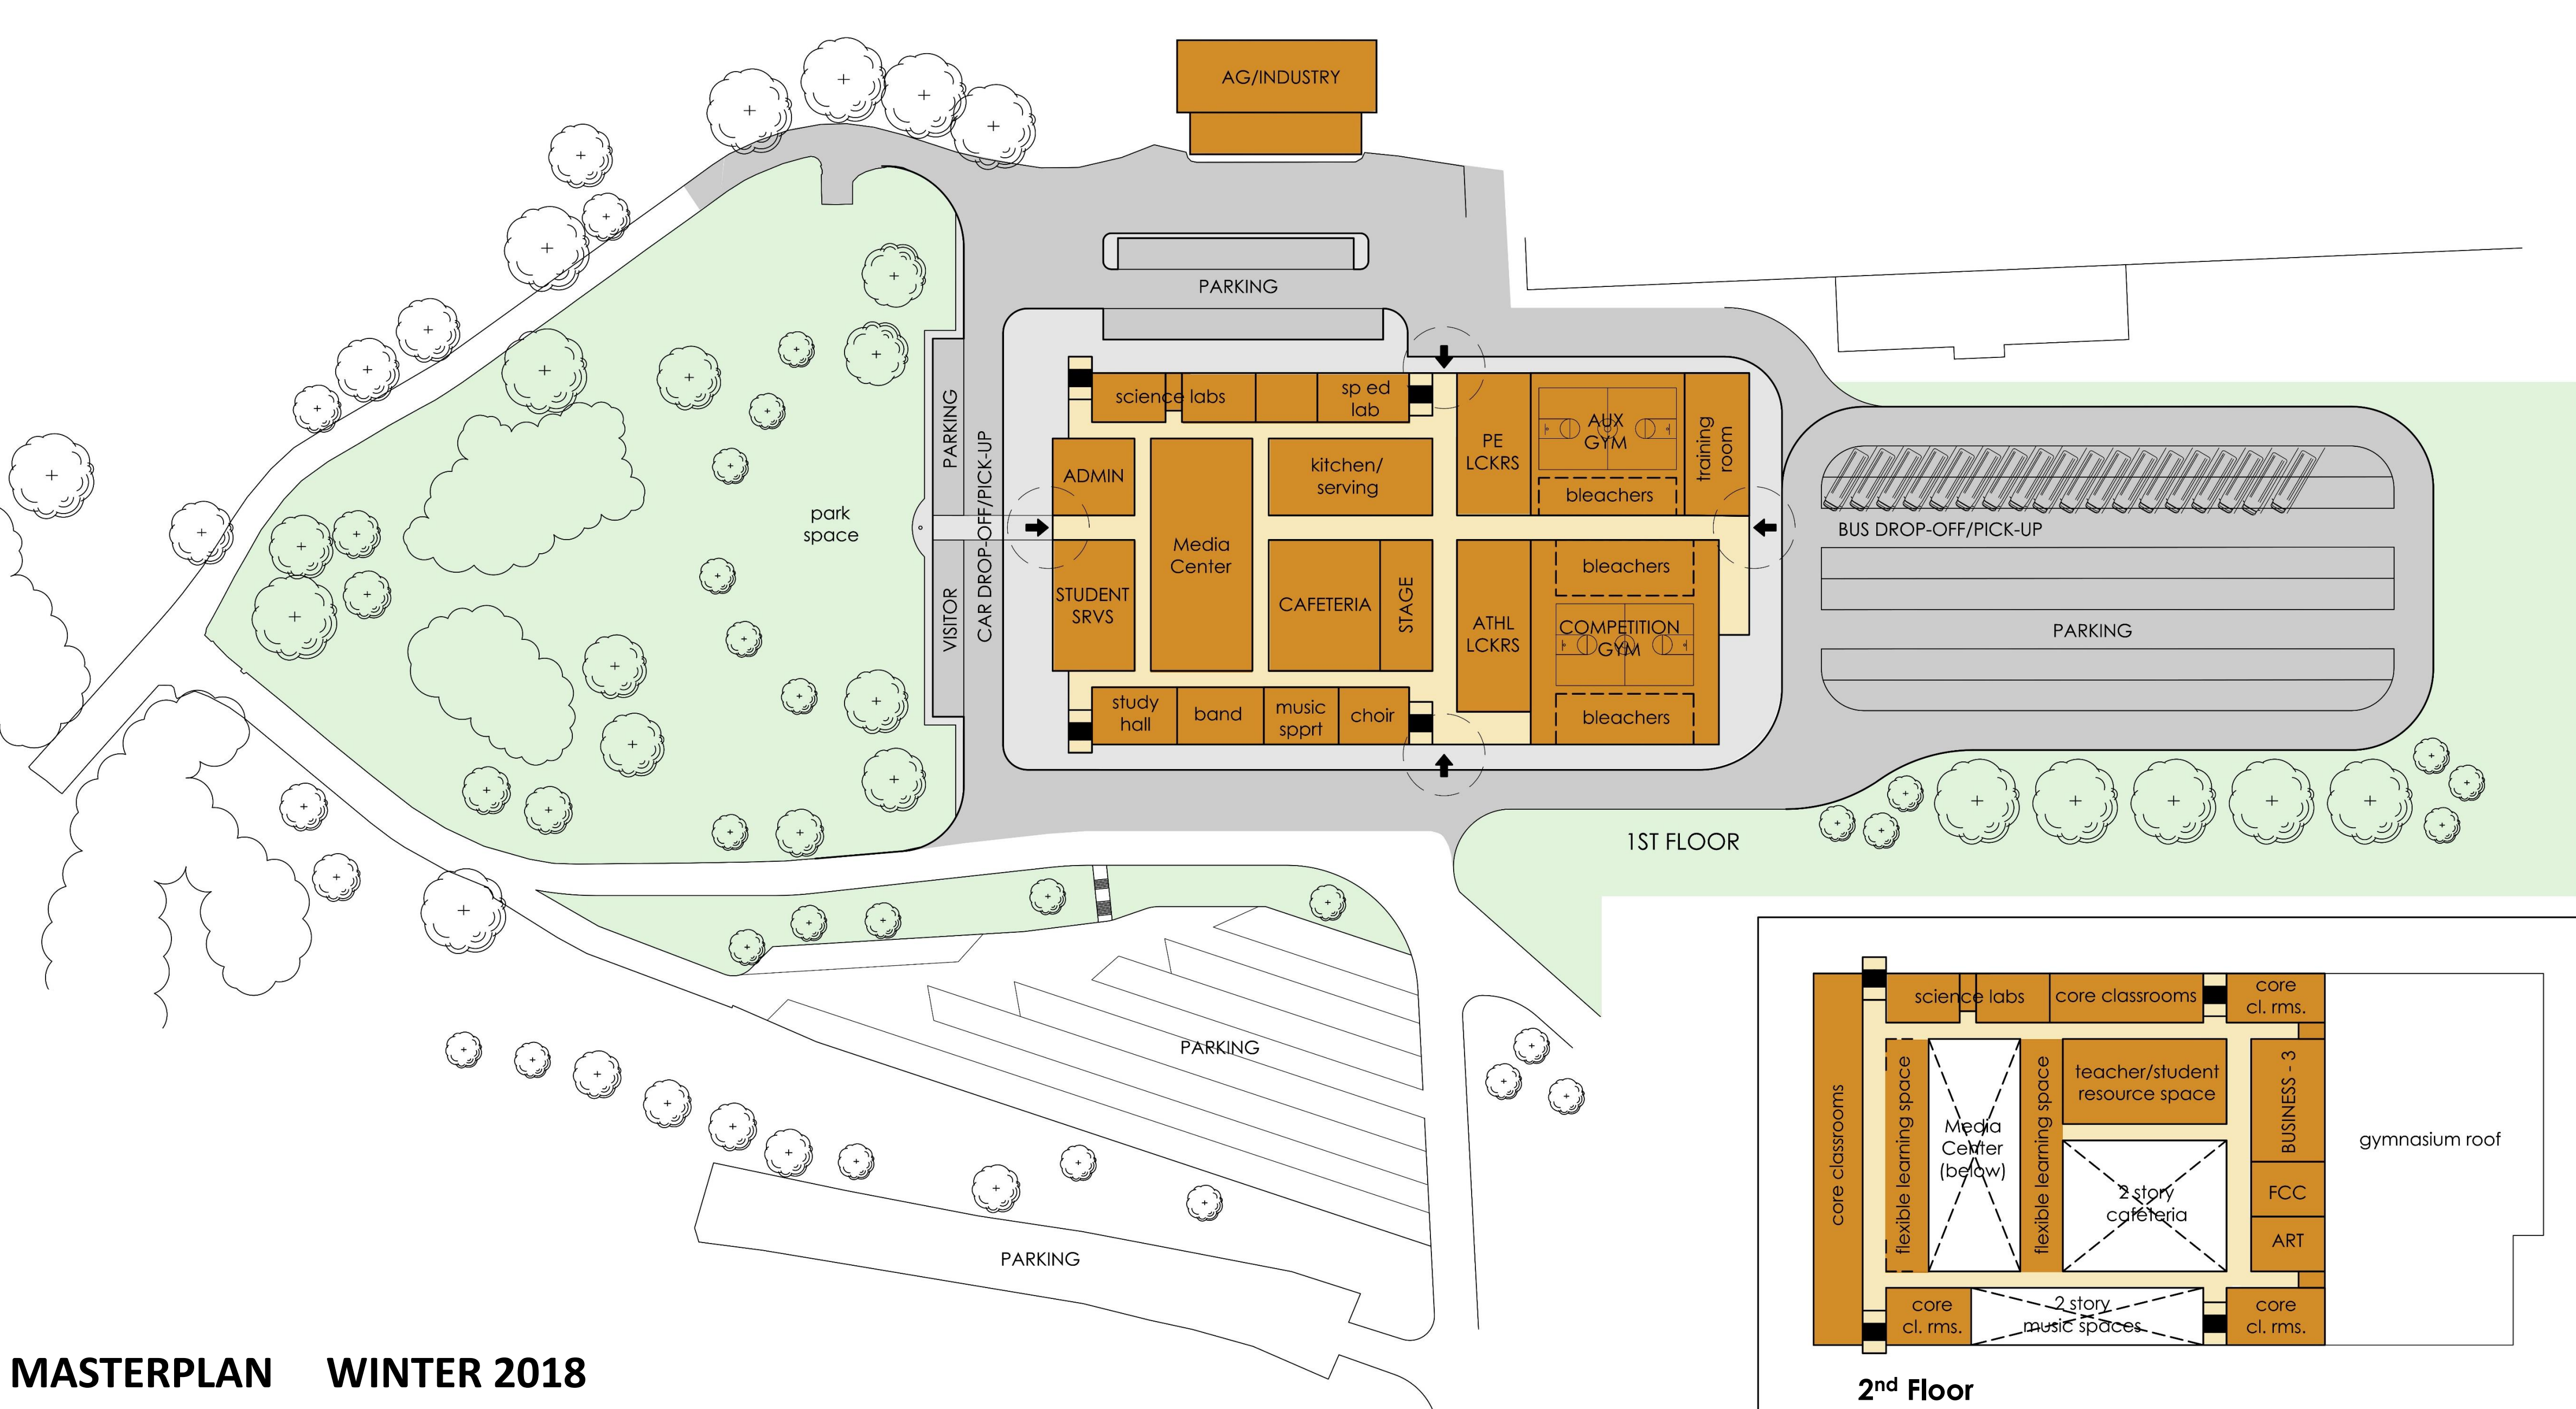 AG/INDUSTRY
PARKING
science labs
sp ed
lab
PE
LCKRS
AUX
GYM
bleachers
training
room
ADMIN
kitchen/
serving
Media
Center
STUDENT
SRVS
CAFETERIA
STAGE
ATHL
LCKRS
bleachers
COMPETITION
GYM
bleachers
study
hall
band
music
spprt
choir
park
space
VISITOR PARKING
CAR DROP-OFF/PICK-UP
BUS DROP-OFF/PICK-UP
PARKING
1ST FLOOR
PARKING
PARKING
core classrooms
science labs
core classrooms
core
cl. rms.
flexible learning space
Media
Center
(below)
flexible learning space
teacher/student
resource space
BUSINESS - 3
2 story
cafeteria
FCC
ART
gymnasium roof
core
cl. rms.
2 story
music spaces
core
cl. rms.
2nd Floor
MASTERPLAN WINTER 2018